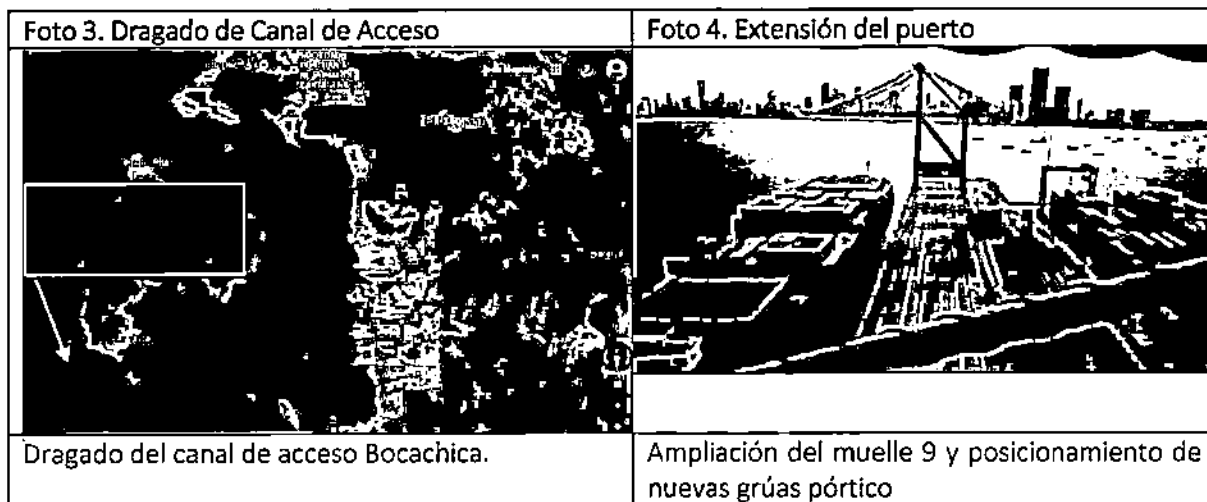 Foto 3. Dragado de Canal de Acceso
Foto 4. Extensión del puerto
Dragado del canal de acceso Bocachica.
Ampliación del muelle 9 y posicionamiento de
nuevas grúas pórtico